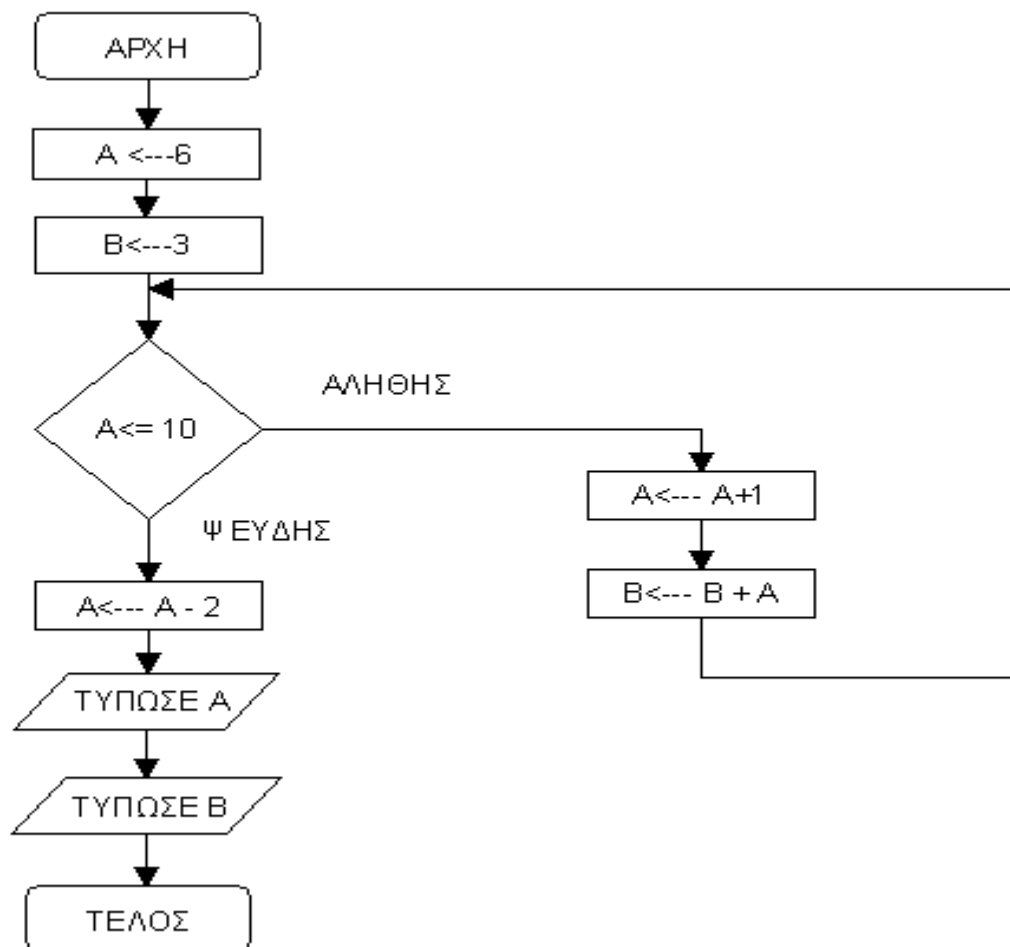 ΑΡΧΗ
Α <---6
Β<---3
ΑΛΗΘΗΣ
Α<= 10
Α<--- Α+1
ΨΕΥΔΗΣ
Β<--- Β + Α
Α<--- Α - 2
ΤΥΠΩΣΕ Α
ΤΥΠΩΣΕ Β
ΤΕΛΟΣ